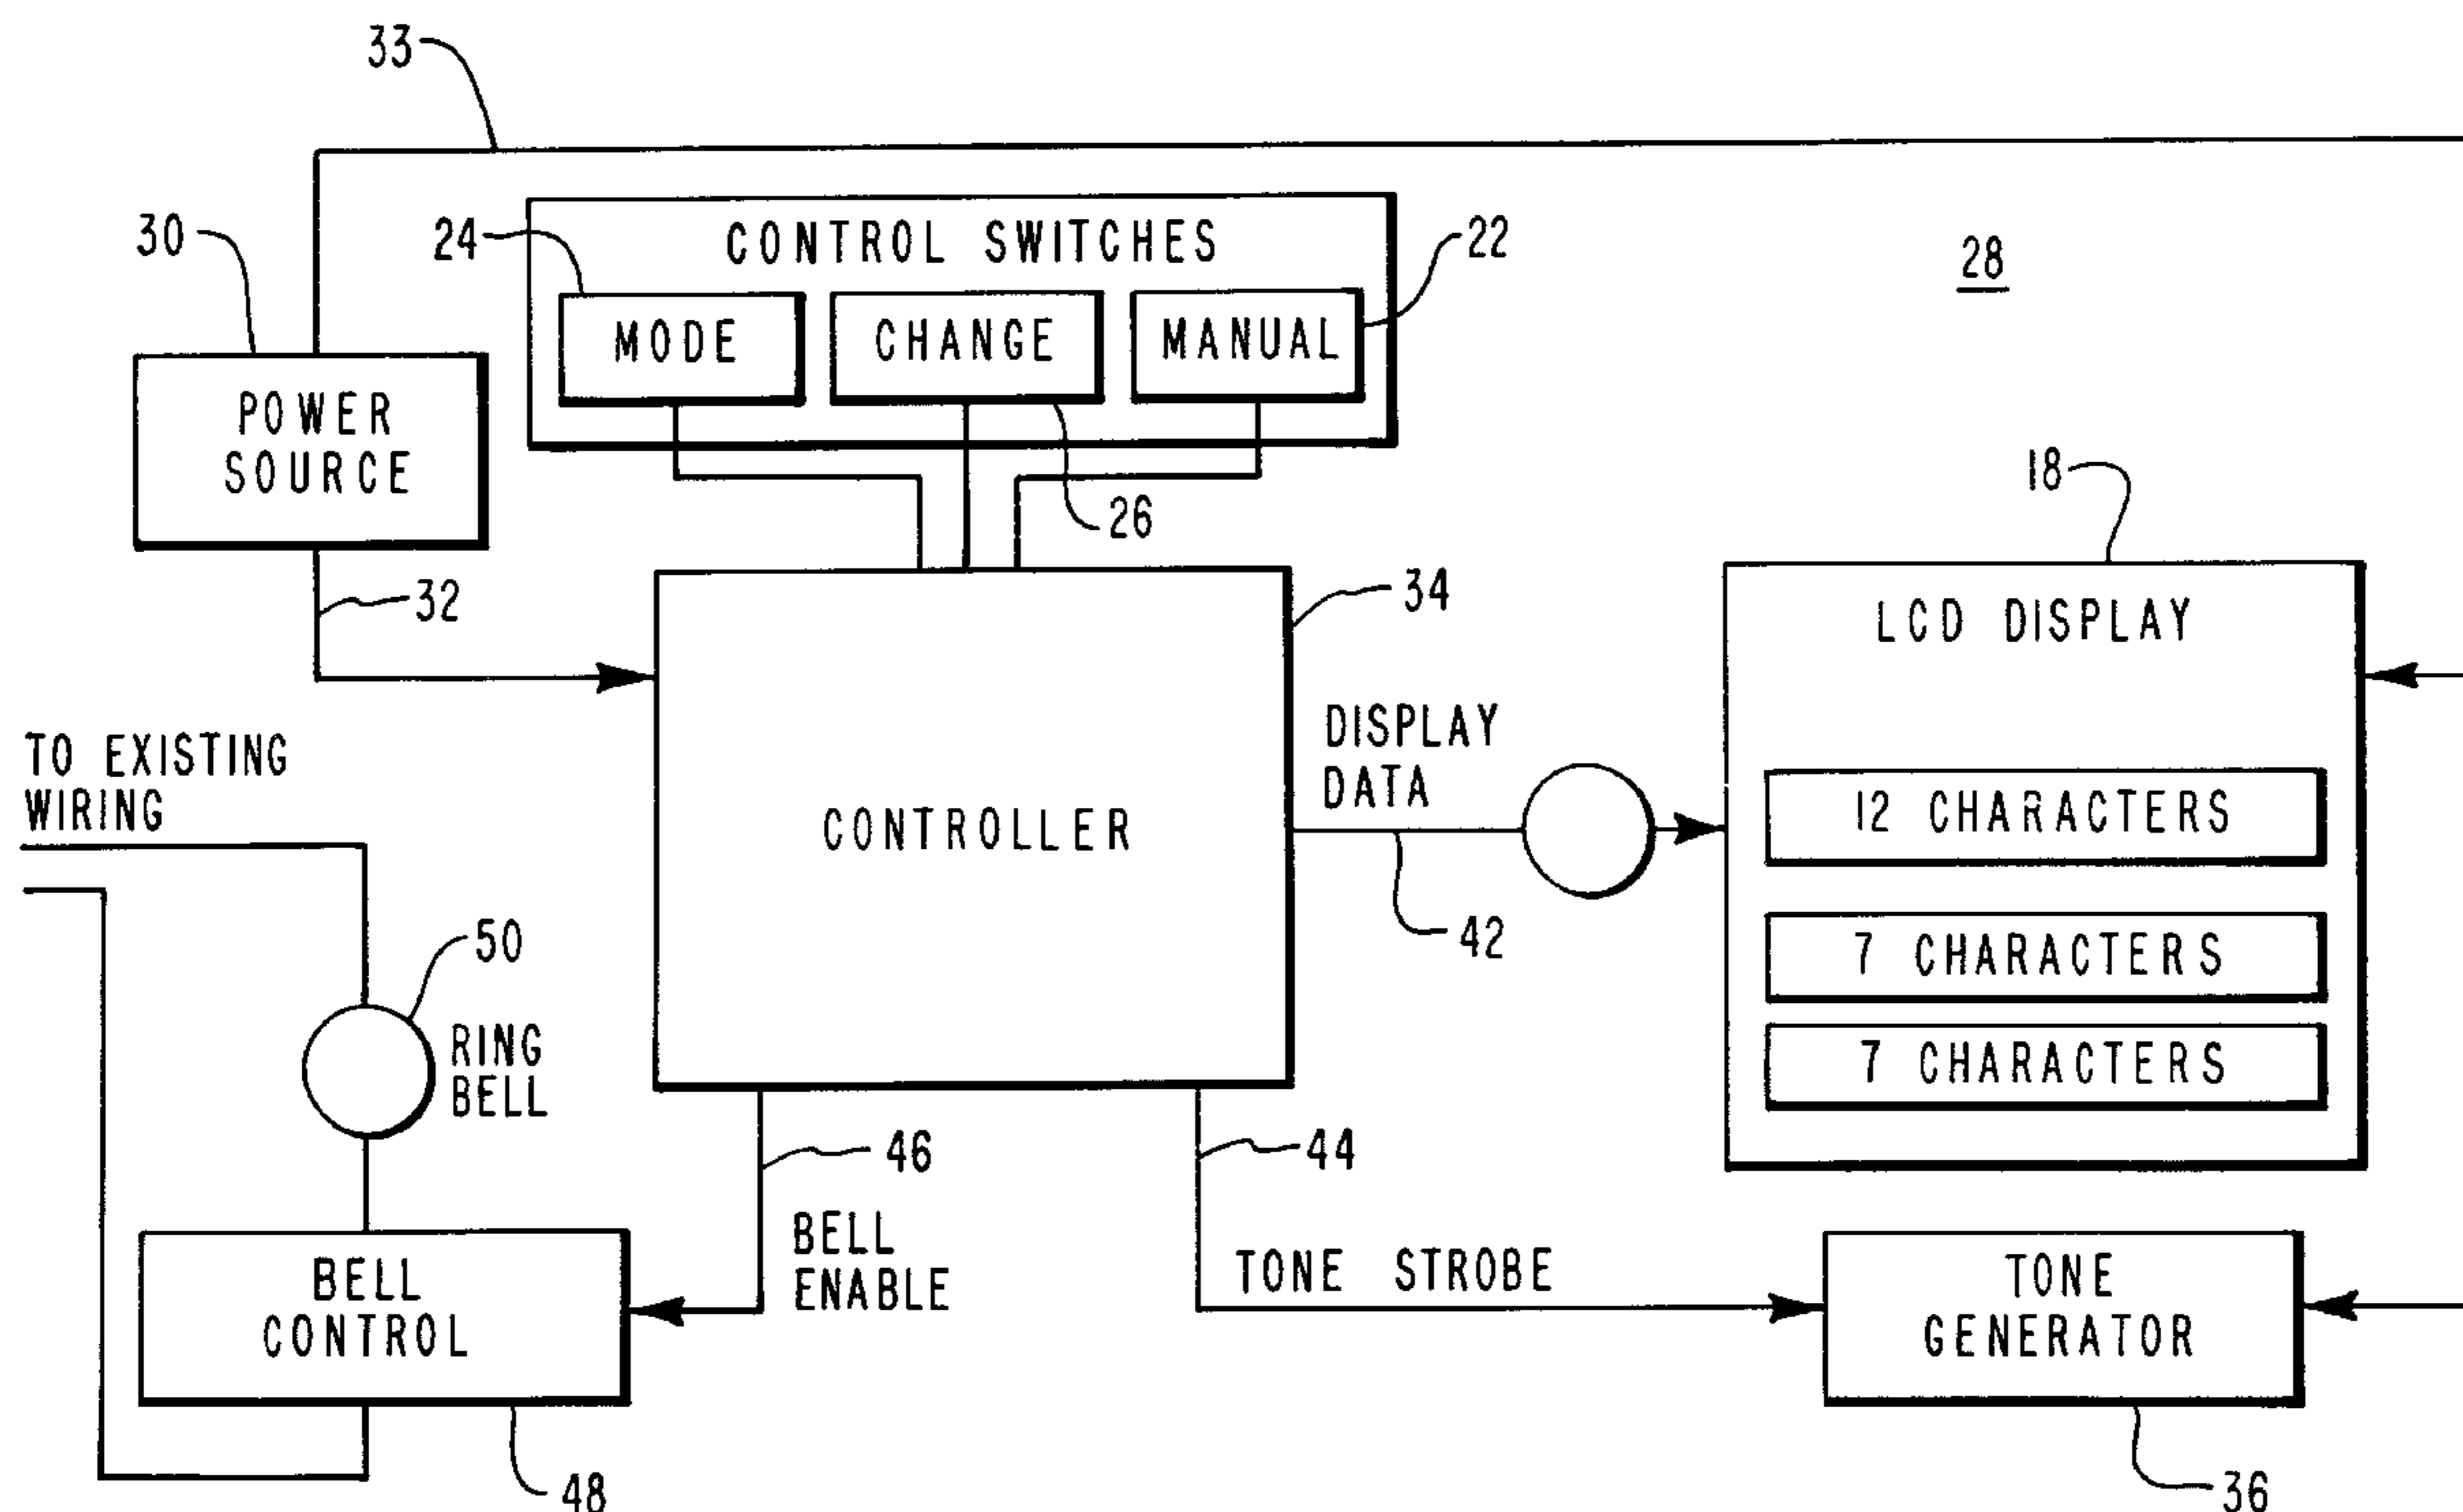 33
30
24
CONTROL SWITCHES
22
28
MODE
CHANGE
MANUAL
POWER
SOURCE
26
18
32
34
LCD DISPLAY
TO EXISTING
WIRING
DISPLAY
DATA
CONTROLLER
12 CHARACTERS
42
7 CHARACTERS
7 CHARACTERS
50
RING
BELL
46
44
BELL
ENABLE
TONE STROBE
BELL
CONTROL
TONE
GENERATOR
48
36